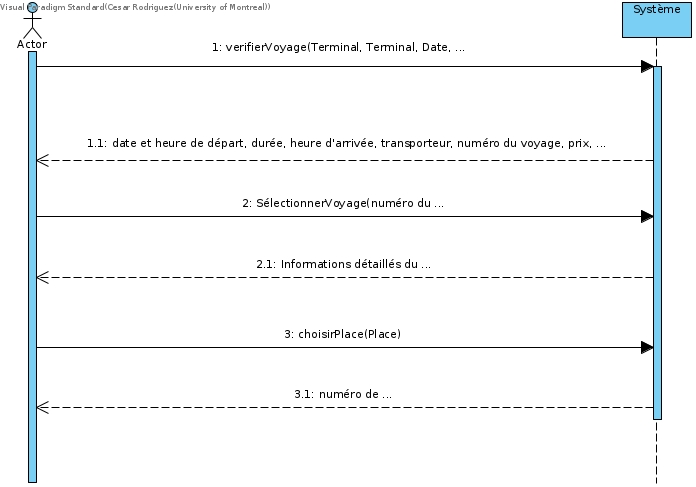 Visual Paradigm Standard(Cesar Rodriguez(University of Montreal))
Système
Actor
1: verifierVoyage(Terminal, Terminal, Date, ...
1.1: date et heure de départ, durée, heure d'arrivée, transporteur, numéro du voyage, prix, ...
2: SélectionnerVoyage(numéro du ...
2.1: Informations détaillés du ...
3: choisirPlace(Place)
3.1: numéro de ...